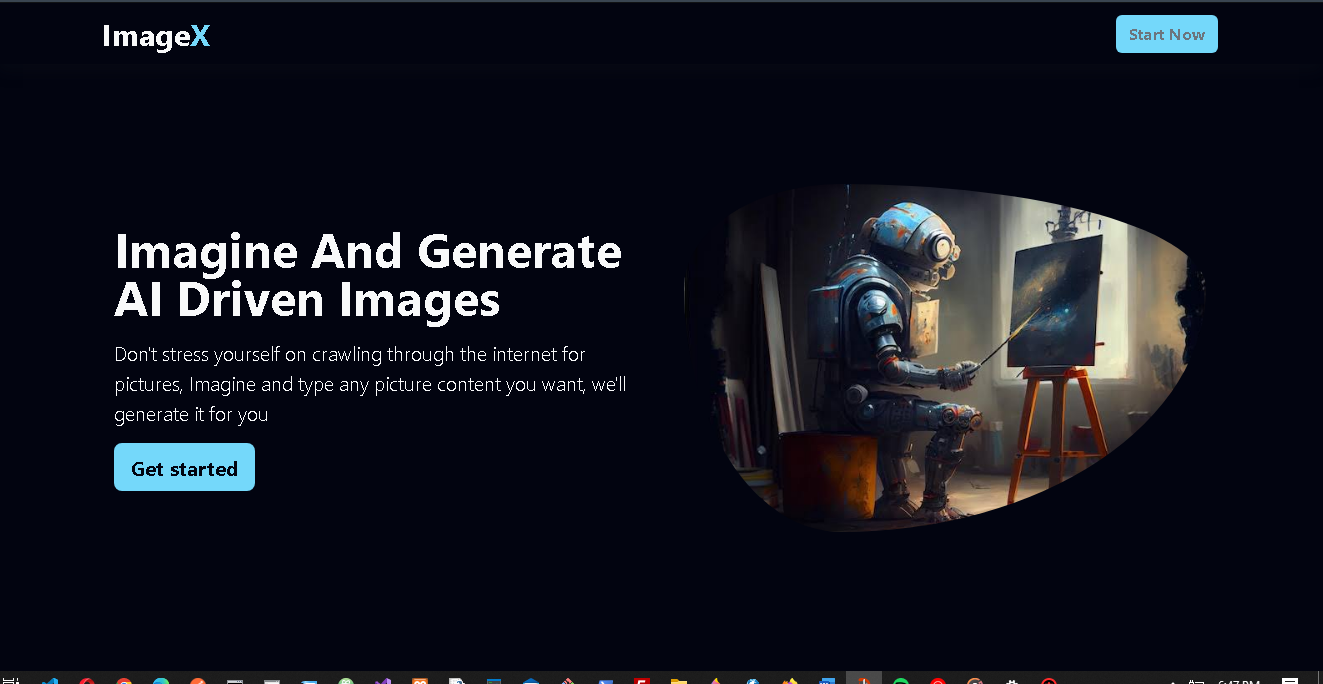 ImageX
Start Now
Imagine And Generate
AI Driven Images
Don't stress yourself on crawling through the internet for
pictures, Imagine and type any picture content you want, we'll
generate it for you
Get started